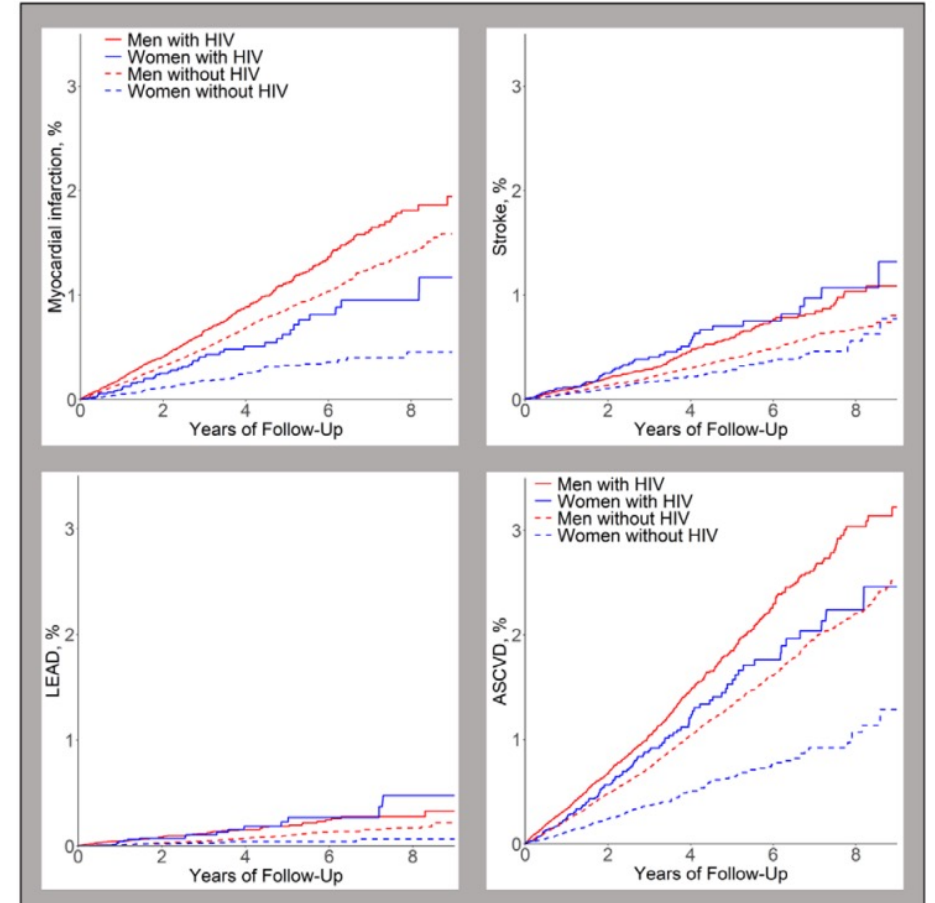 Men with HIV
Women with HIV
Men without HIV
Women without HIV
Myocardial infarction, %
3
2
1
0
0 2 4 6 8
Years of Follow-Up
Stroke, %
3
2
1
0
0 2 4 6 8
Years of Follow-Up
LEAD, %
3
2
1
0
0 2 4 6 8
Years of Follow-Up
Men with HIV
Women with HIV
Men without HIV
Women without HIV
ASCVD, %
3
2
1
0
0 2 4 6 8
Years of Follow-Up